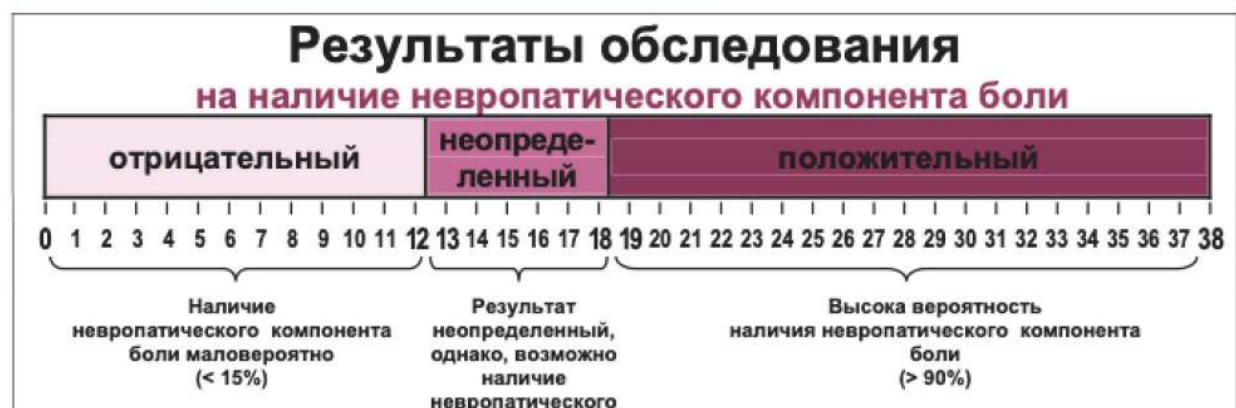 Результаты обследования
на наличие невропатического компонента боли
отрицательный
неопреде-
ленный
положительный
0 1 2 3 4 5 6 7 8 9 10 11 12 13 14 15 16 17 18 19 20 21 22 23 24 25 26 27 28 29 30 31 32 33 34 35 36 37 38
Наличие
невропатического компонента
боли маловероятно
(< 15%)
Результат
неопределенный,
однако, возможно
наличие
невропатического
Высока вероятность
наличия невропатического компонента
боли
(> 90%)